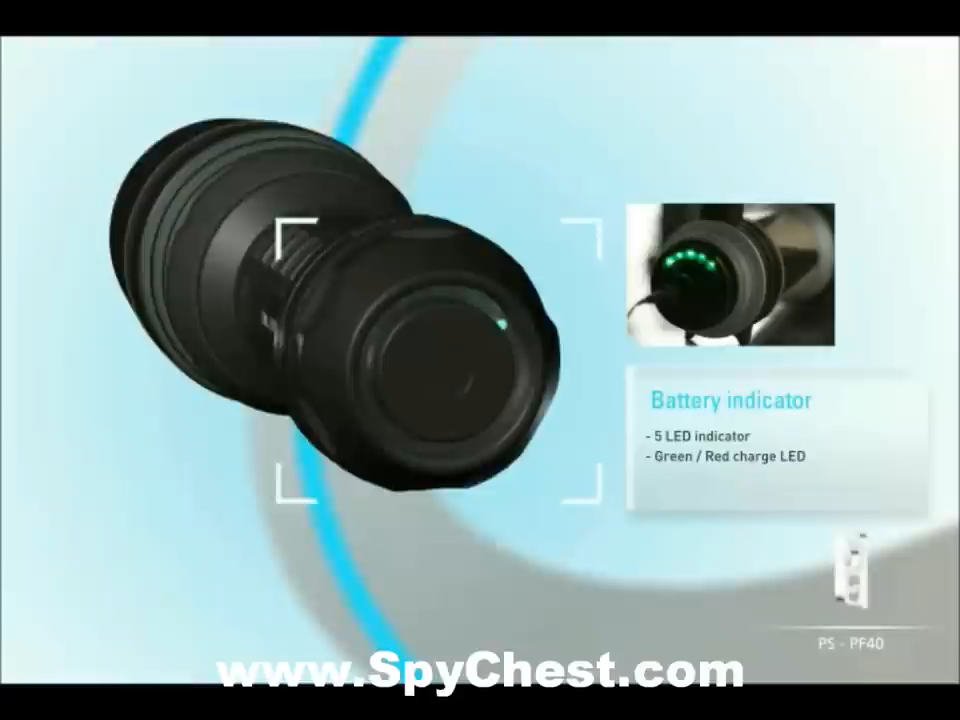 Battery indicator
- 5 LED indicator
- Green / Red charge LED
PS - PF40
www.SpyChest.com